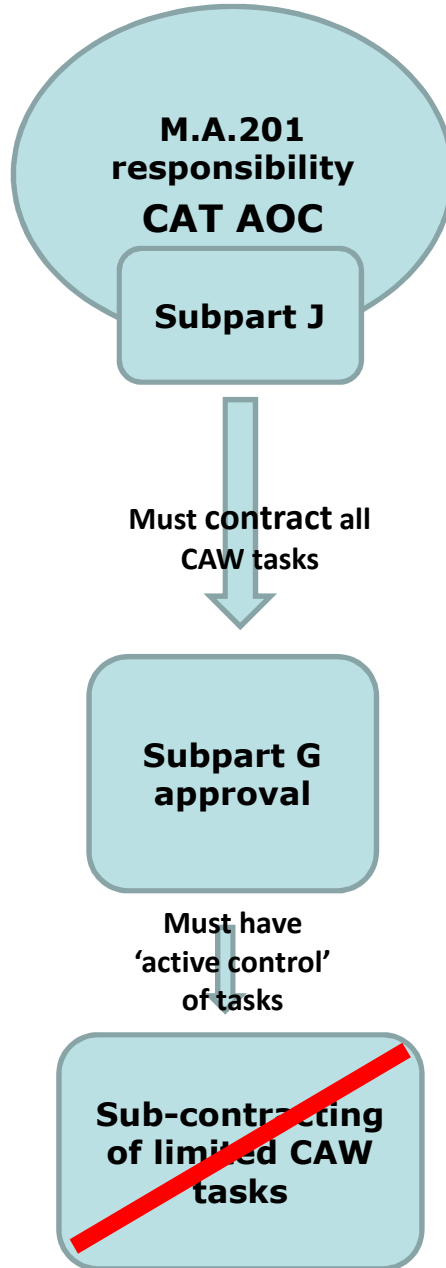 M.A.201
responsibility
CAT AOC
Subpart J
Must contract all
CAW tasks
Subpart G
approval
Must have
‘active control’
of tasks
Sub-contracting
of limited CAW
tasks